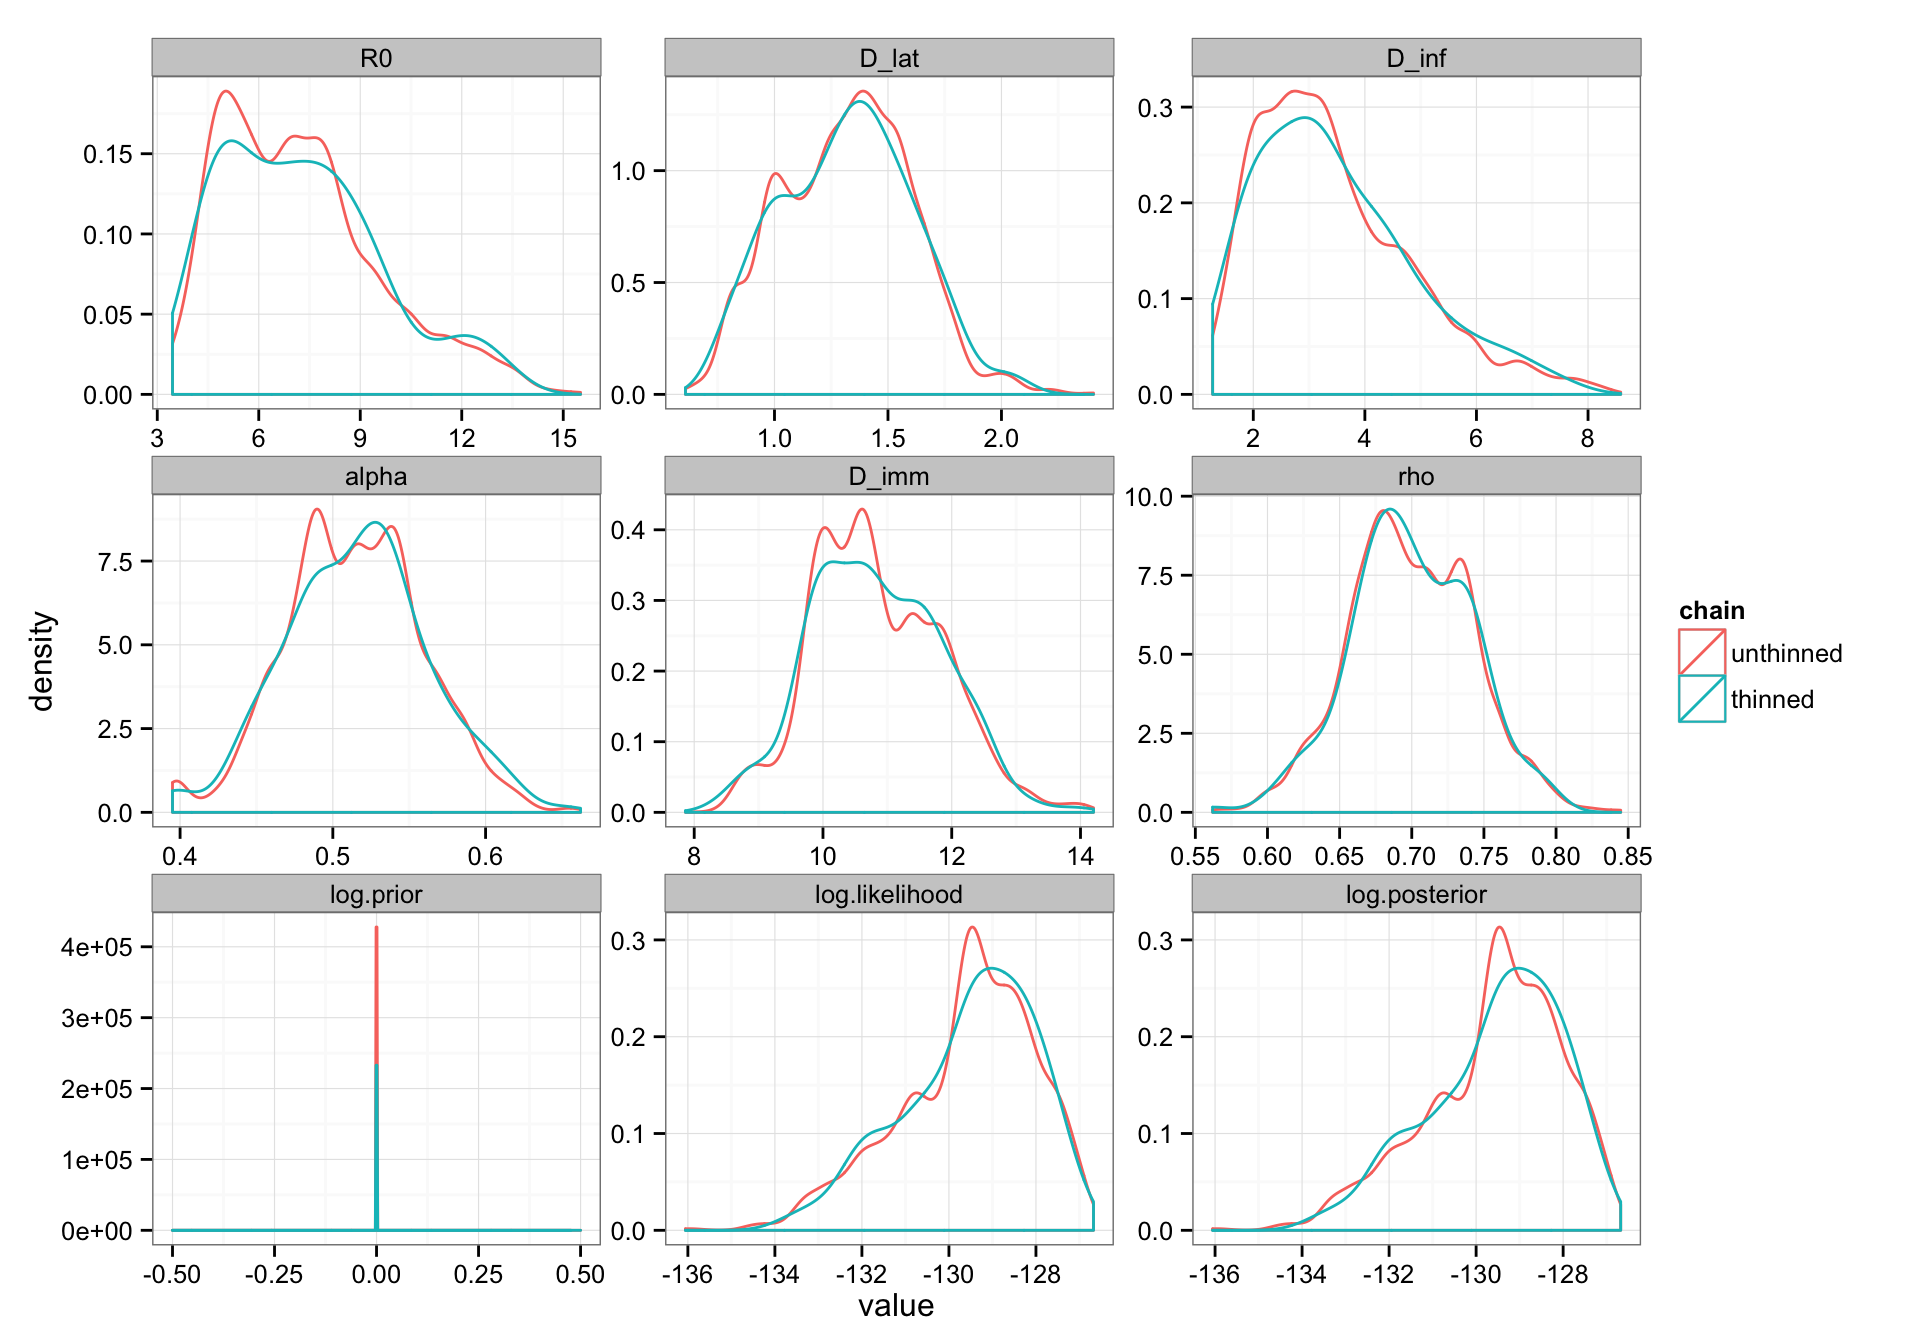 R0 D_lat D_inf
0.15
0.10
0.05
0.00
1.0
0.5
0.0
0.3
0.2
0.1
0.0
3 6 9 12 15
1.0 1.5 2.0
2 4 6 8
alpha D_imm rho
7.5
5.0
2.5
0.0
0.4
0.3
0.2
0.1
0.0
10.0
7.5
5.0
2.5
0.0
0.4 0.5 0.6
8 10 12 14
0.55 0.60 0.65 0.70 0.75 0.80 0.85
log.prior log.likelihood log.posterior
4e+05
3e+05
2e+05
1e+05
0e+00
0.3
0.2
0.1
0.0
0.3
0.2
0.1
0.0
-0.50 -0.25 0.00 0.25 0.50
-136 -134 -132 -130 -128
-136 -134 -132 -130 -128
value
density
chain
unthinned
thinned